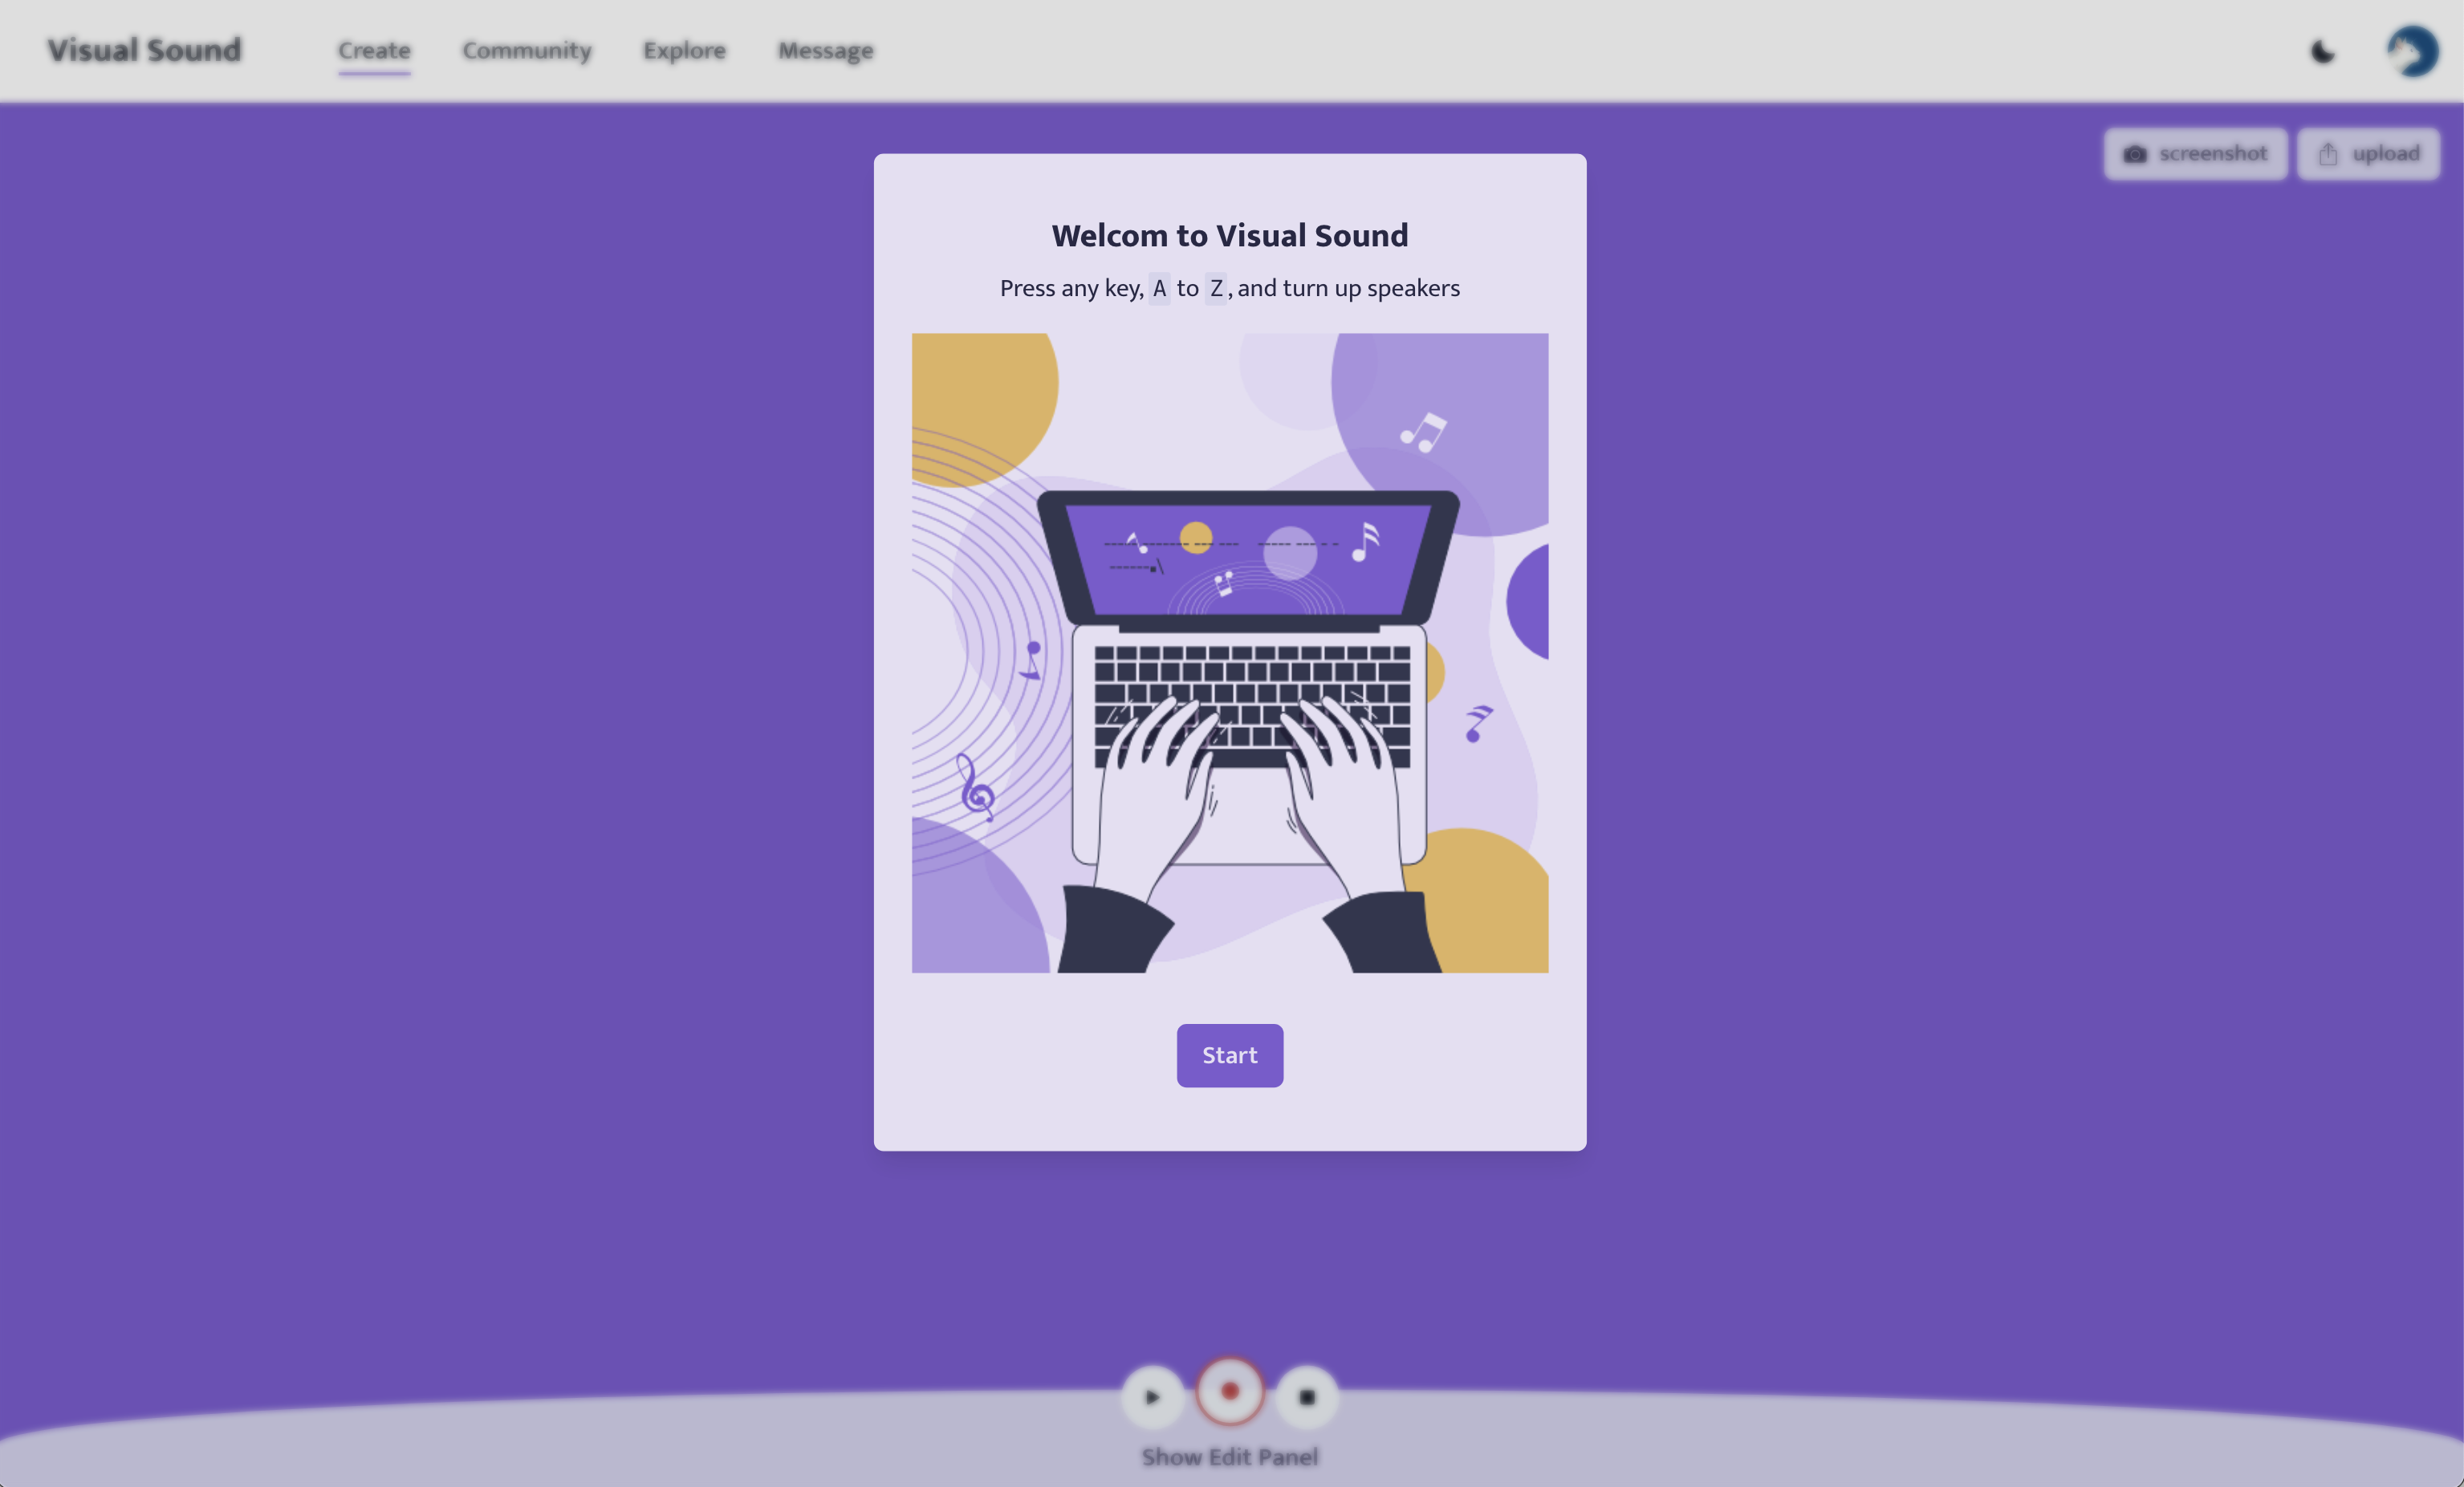 Visual Sound
Create
Community
Explore
Message
screenshot
upload
Welcom to Visual Sound
Press any key, A to Z, and turn up speakers
Start
Show Edit Panel